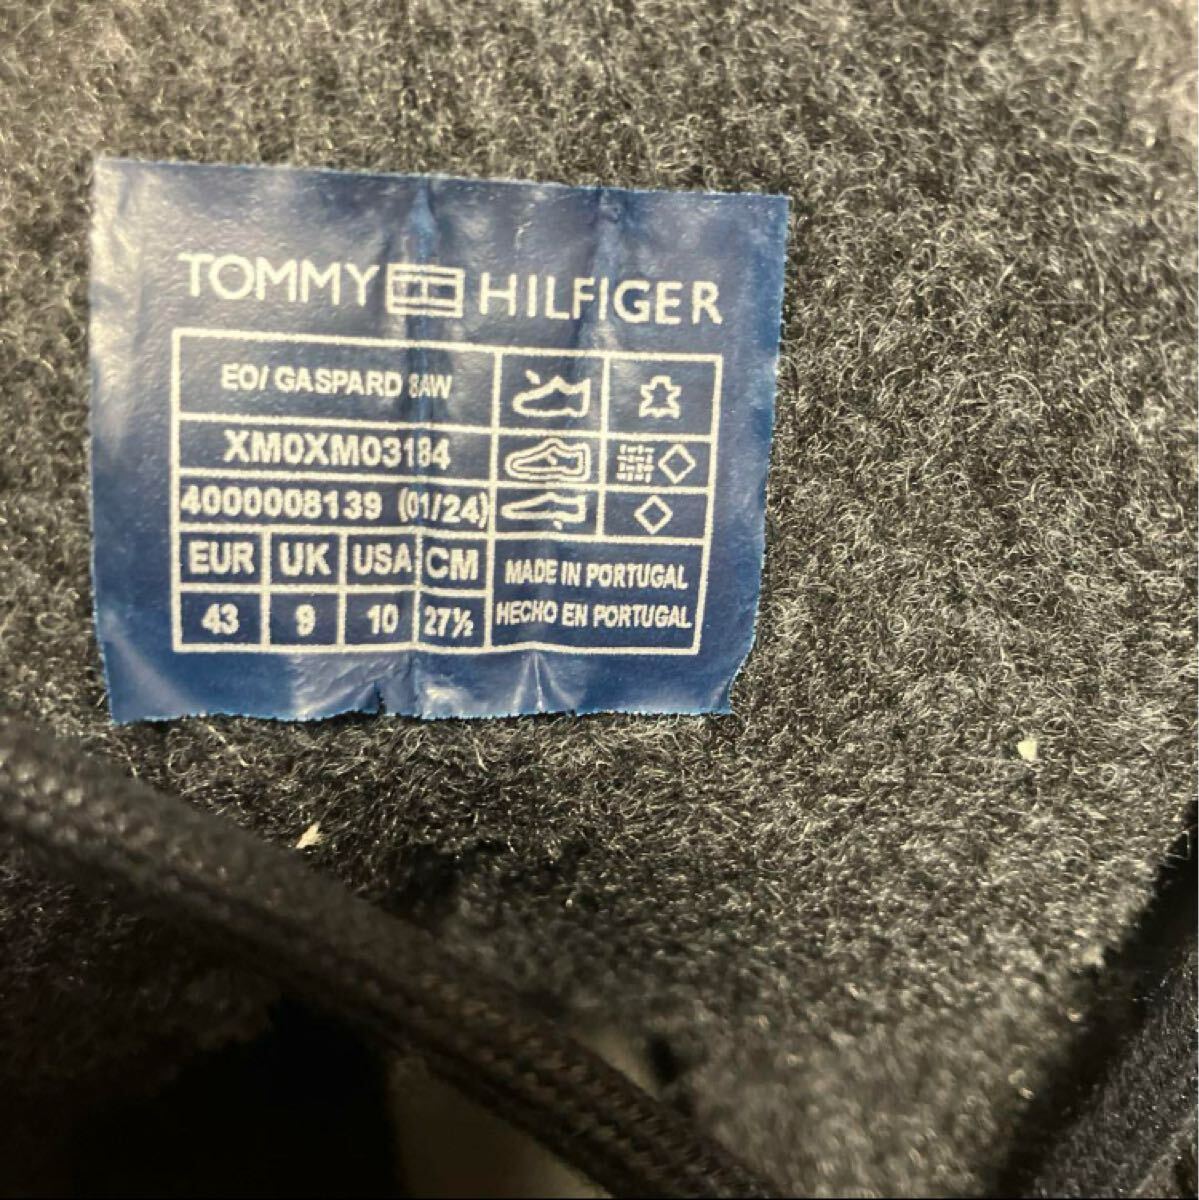 TOMMY HILFIGER
EO/ GASPARD 8AW
XM0XM03184
4000008139 (01/24)
EUR UK USA CM
43 9 10 27½
MADE IN PORTUGAL
HECHO EN PORTUGAL